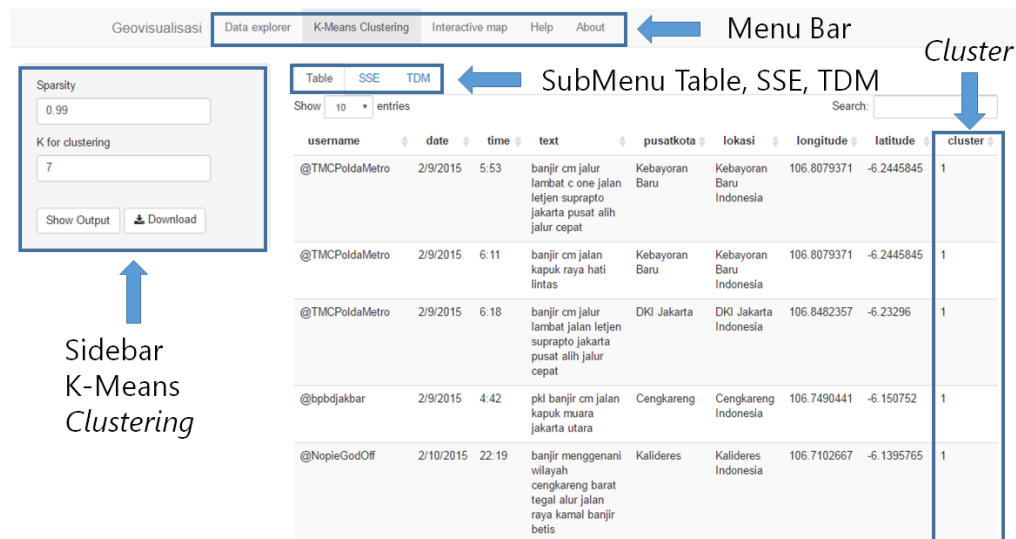 Geovisualisasi Data explorer K-Means Clustering Interactive map Help About
Menu Bar
Cluster
Sparsity
0.99
K for clustering
7
Show Output Download
Sidebar
K-Means
Clustering
Table SSE TDM
SubMenu Table, SSE, TDM
Show 10 entries Search:
username date time text pusatkota lokasi longitude latitude cluster
@TMCPoldaMetro 2/9/2015 5:53 banjir cm jalur Kebayoran Kebayoran 106.8079371 -6.2445845 1
lambat c one jalan Baru Baru
letjen suprapto Indonesia
jakarta pusat alih
jalur cepat
@TMCPoldaMetro 2/9/2015 6:11 banjir cm jalan Kebayoran Kebayoran 106.8079371 -6.2445845 1
kapuk raya hati Baru Baru
lintas Indonesia
@TMCPoldaMetro 2/9/2015 6:18 banjir cm jalur DKI Jakarta DKI Jakarta 106.8482357 -6.23296 1
lambat jalan letjen Indonesia
suprapto jakarta
pusat alih jalur
cepat
@bpbdjakbar 2/9/2015 4:42 pkl banjir cm jalan Cengkareng Cengkareng 106.7490441 -6.150752 1
kapuk muara Indonesia
jakarta utara
@NopieGodOff 2/10/2015 22:19 banjir menggenani Kalideres Kalideres 106.7102667 -6.1395765 1
wilayah Indonesia
cengkareng barat
tegal alur jalan
raya kamal banjir
betis